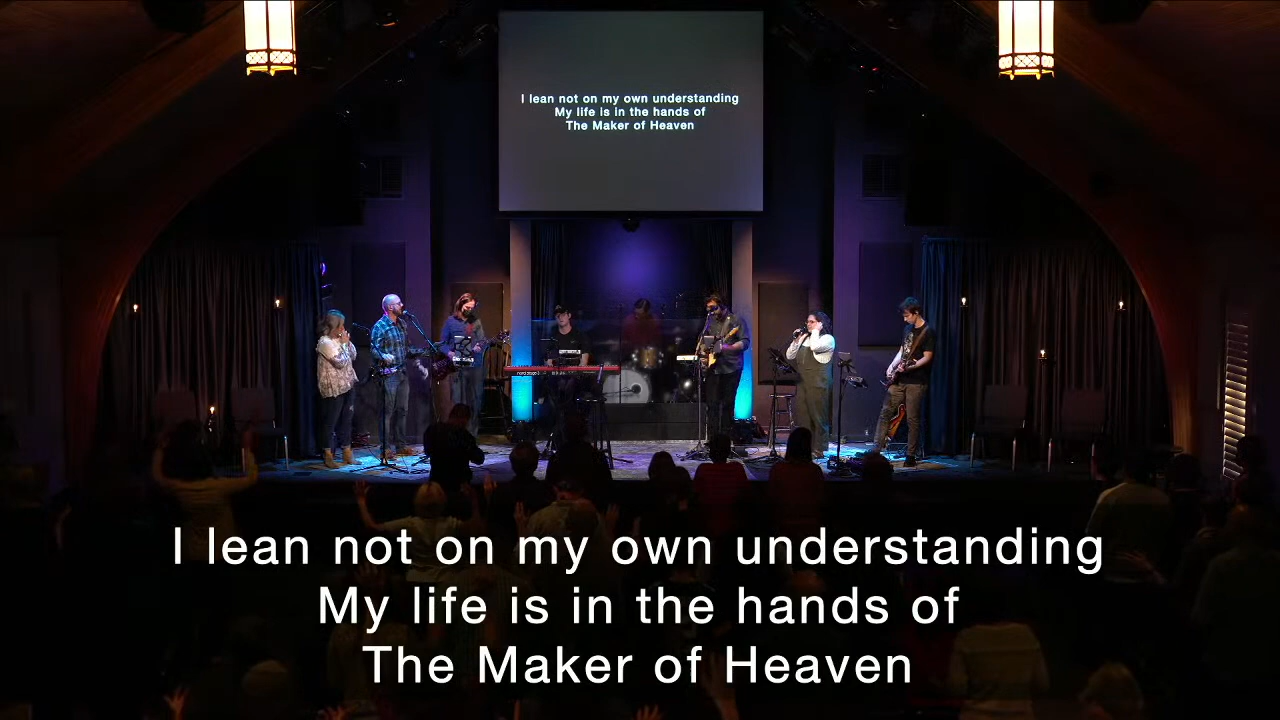 I lean not on my own understanding
My life is in the hands of
The Maker of Heaven
I lean not on my own understanding
My life is in the hands of
The Maker of Heaven